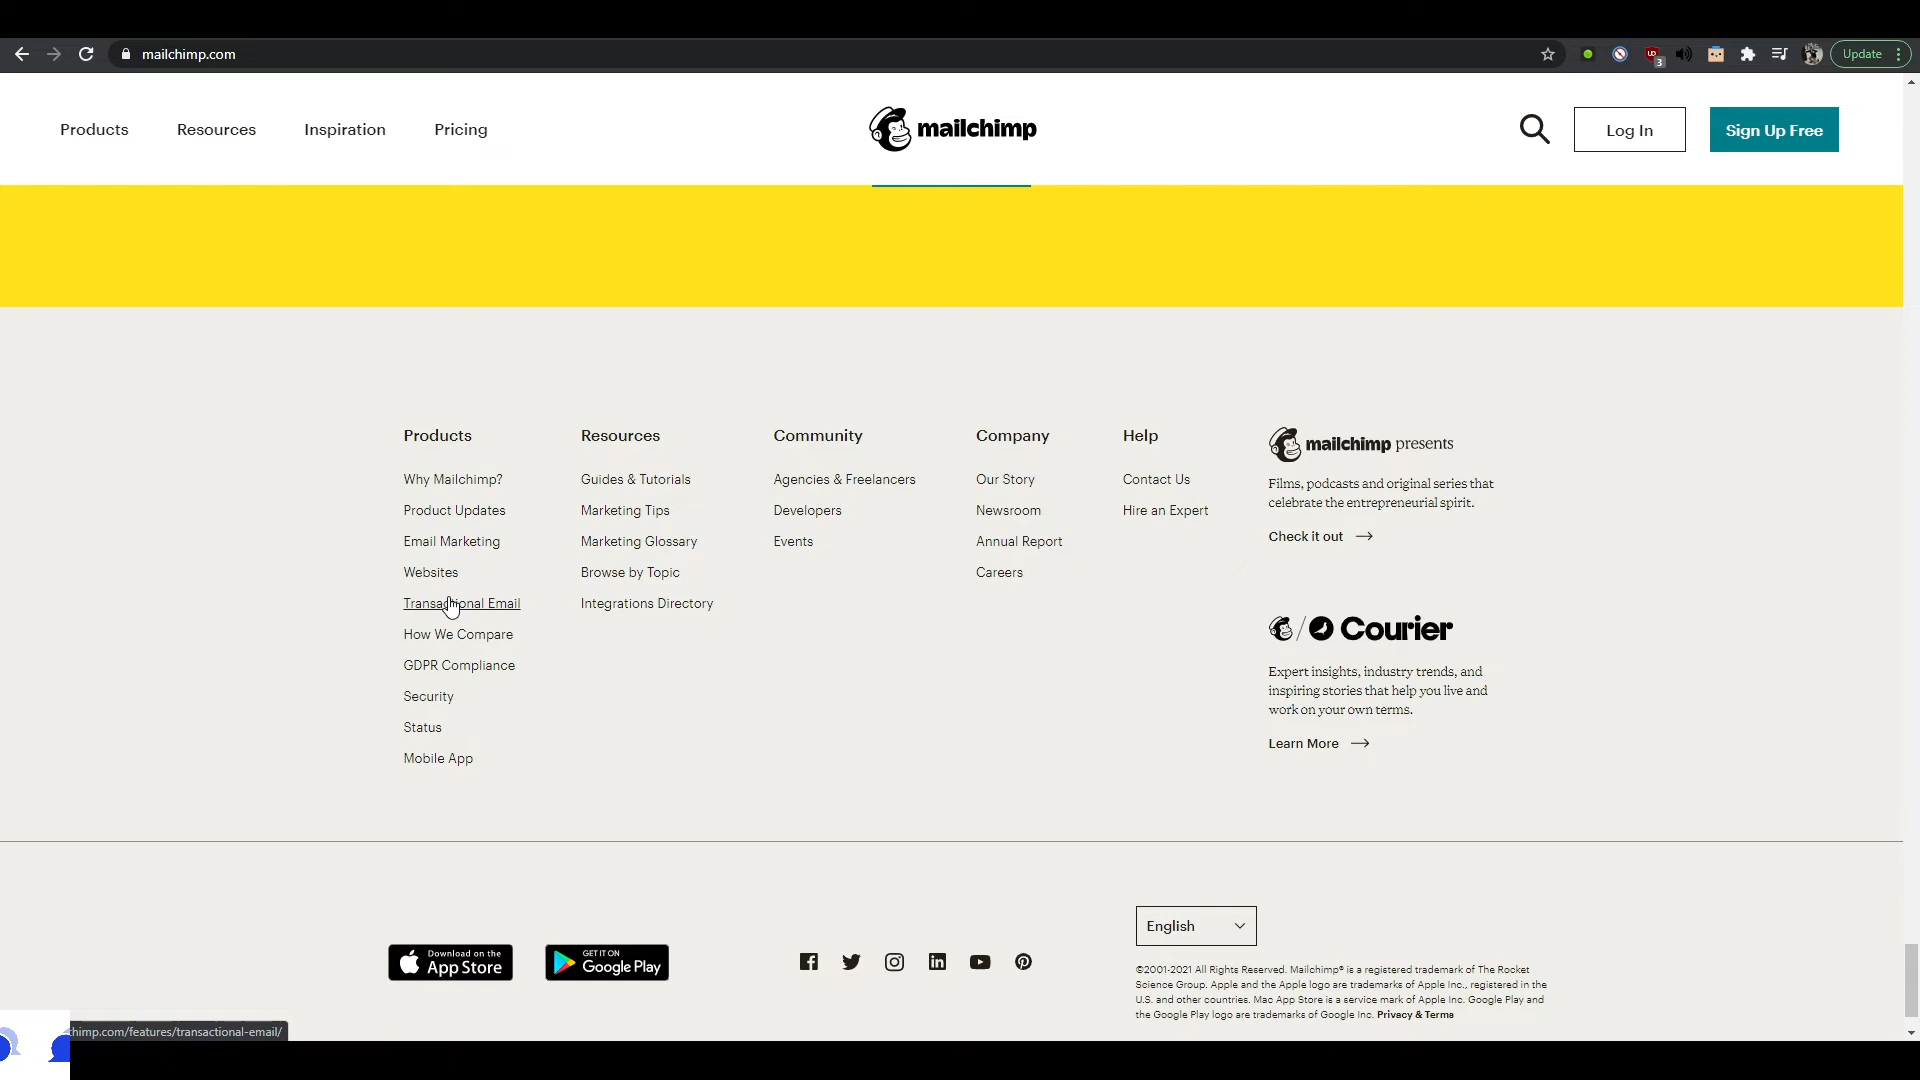 mailchimp.com
3
Update
Products
Resources
Inspiration
Pricing
mailchimp
Log In
Sign Up Free
Products
Why Mailchimp?
Product Updates
Email Marketing
Websites
Transactional Email
How We Compare
GDPR Compliance
Security
Status
Mobile App
Resources
Guides & Tutorials
Marketing Tips
Marketing Glossary
Browse by Topic
Integrations Directory
Community
Agencies & Freelancers
Developers
Events
Company
Our Story
Newsroom
Annual Report
Careers
Help
Contact Us
Hire an Expert
mailchimp presents
Films, podcasts and original series that
celebrate the entrepreneurial spirit.
Check it out
Courier
Expert insights, industry trends, and
inspiring stories that help you live and
work on your own terms.
Learn More
Download on the
App Store
GET IT ON
Google Play
English
©2001-2021 All Rights Reserved. Mailchimp® is a registered trademark of The Rocket
Science Group. Apple and the Apple logo are trademarks of Apple Inc., registered in the
U.S. and other countries. Mac App Store is a service mark of Apple Inc. Google Play and
the Google Play logo are trademarks of Google Inc. Privacy & Terms
chimp.com/features/transactional-email/